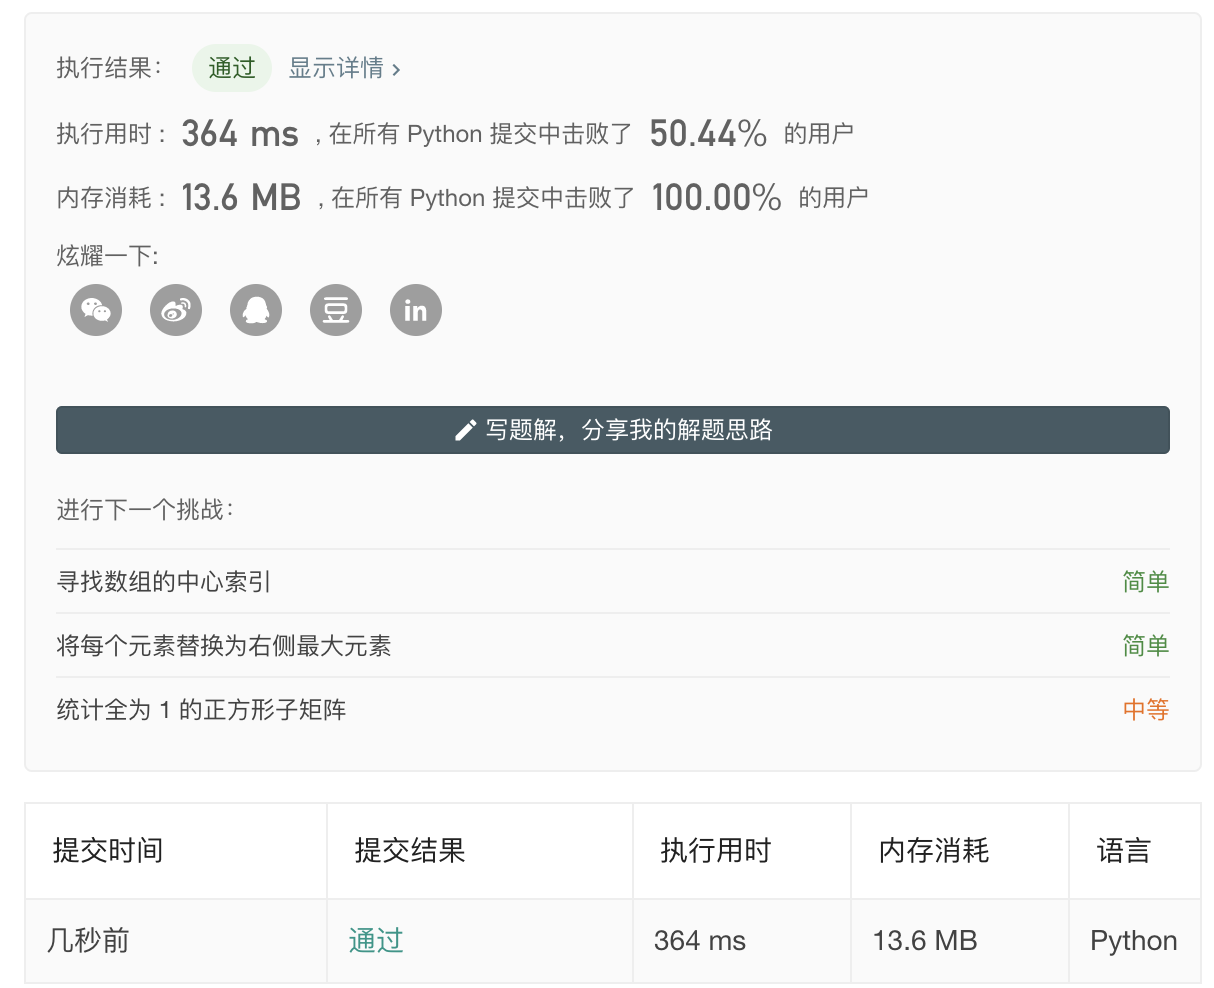 执行结果： 通过 显示详情 ›
执行用时 : 364 ms , 在所有 Python 提交中击败了 50.44% 的用户
内存消耗 : 13.6 MB , 在所有 Python 提交中击败了 100.00% 的用户
炫耀一下:
豆 in
写题解，分享我的解题思路
进行下一个挑战：
寻找数组的中心索引 简单
将每个元素替换为右侧最大元素 简单
统计全为 1 的正方形子矩阵 中等
提交时间 提交结果 执行用时 内存消耗 语言
几秒前 通过 364 ms 13.6 MB Python